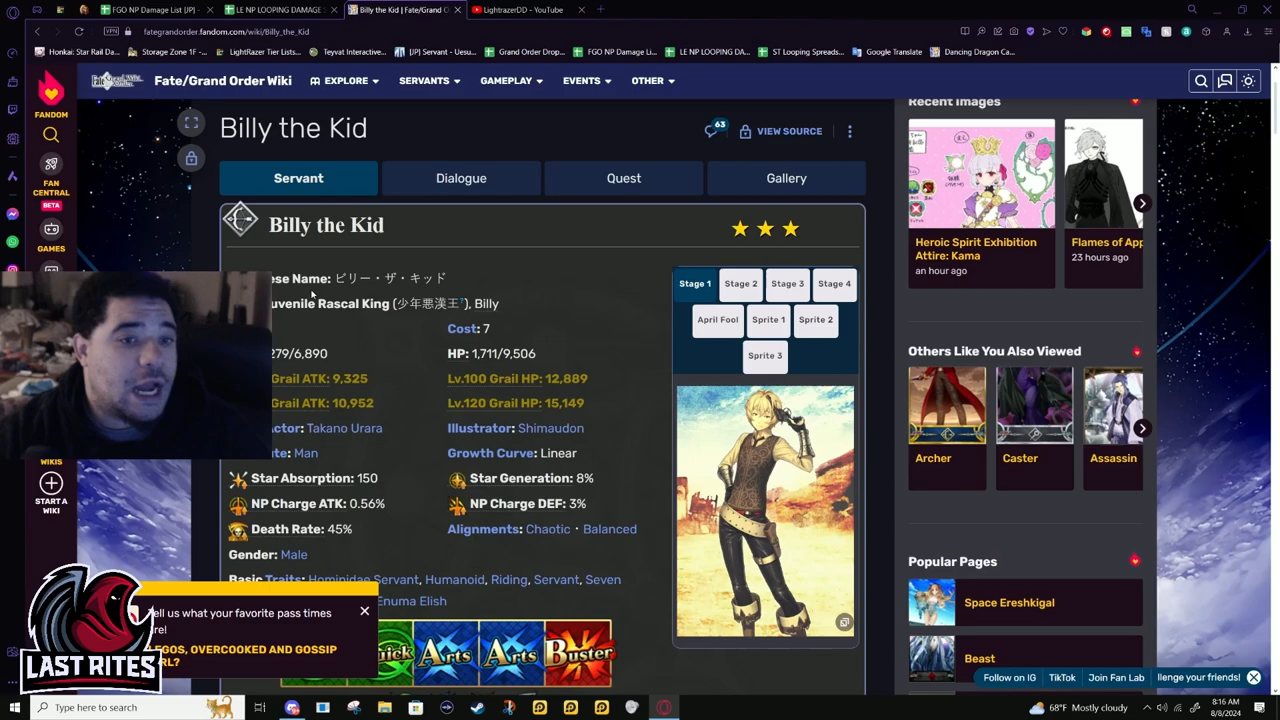 FGO NP Damage List [JP] -
LE NP LOOPING DAMAGE
Billy the Kid | Fate/Grand O
LightrazerDD - YouTube
VPN fategrandorder.fandom.com/wiki/Billy_the_Kid
Honkai: Star Rail Da...
Storage Zone 1F -...
LightRazer Tier Lists...
Teyvat Interactive...
[JP] Servant - Uesu...
Grand Order Drop...
FGO NP Damage Li...
LE NP LOOPING DA...
ST Looping Spreads...
Google Translate
Dancing Dragon Ca...
FANDOM
Fate/Grand Order Wiki
EXPLORE
SERVANTS
GAMEPLAY
EVENTS
OTHER
FAN
CENTRAL
BETA
GAMES
WIKIS
START A
WIKI
Billy the Kid
63
VIEW SOURCE
Servant
Dialogue
Quest
Gallery
Billy the Kid
ese Name: ビリー・ザ・キッド
uvenile Rascal King (少年悪漢王?), Billy
Cost: 7
279/6,890
HP: 1,711/9,506
Grail ATK: 9,325
Lv.100 Grail HP: 12,889
Grail ATK: 10,952
Lv.120 Grail HP: 15,149
Actor: Takano Urara
Illustrator: Shimaudon
te: Man
Growth Curve: Linear
Star Absorption: 150
Star Generation: 8%
NP Charge ATK: 0.56%
NP Charge DEF: 3%
Death Rate: 45%
Alignments: Chaotic・Balanced
Gender: Male
Basic Traits: Hominidae Servant, Humanoid, Riding, Servant, Seven
Enuma Elish
uick
Arts
Arts
Buster
Stage 1
Stage 2
Stage 3
Stage 4
April Fool
Sprite 1
Sprite 2
Sprite 3
Recent Images
Heroic Spirit Exhibition
Attire: Kama
an hour ago
Flames of App
23 hours ago
Others Like You Also Viewed
Archer
Caster
Assassin
Popular Pages
Space Ereshkigal
Beast
Follow on IG
TikTok
Join Fan Lab
llenge your friends!
Tell us what your favorite pass times
re!
EGOS, OVERCOOKED AND GOSSIP
RL?
LAST RITES
Type here to search
68°F Mostly cloudy
8:16 AM
8/8/2024